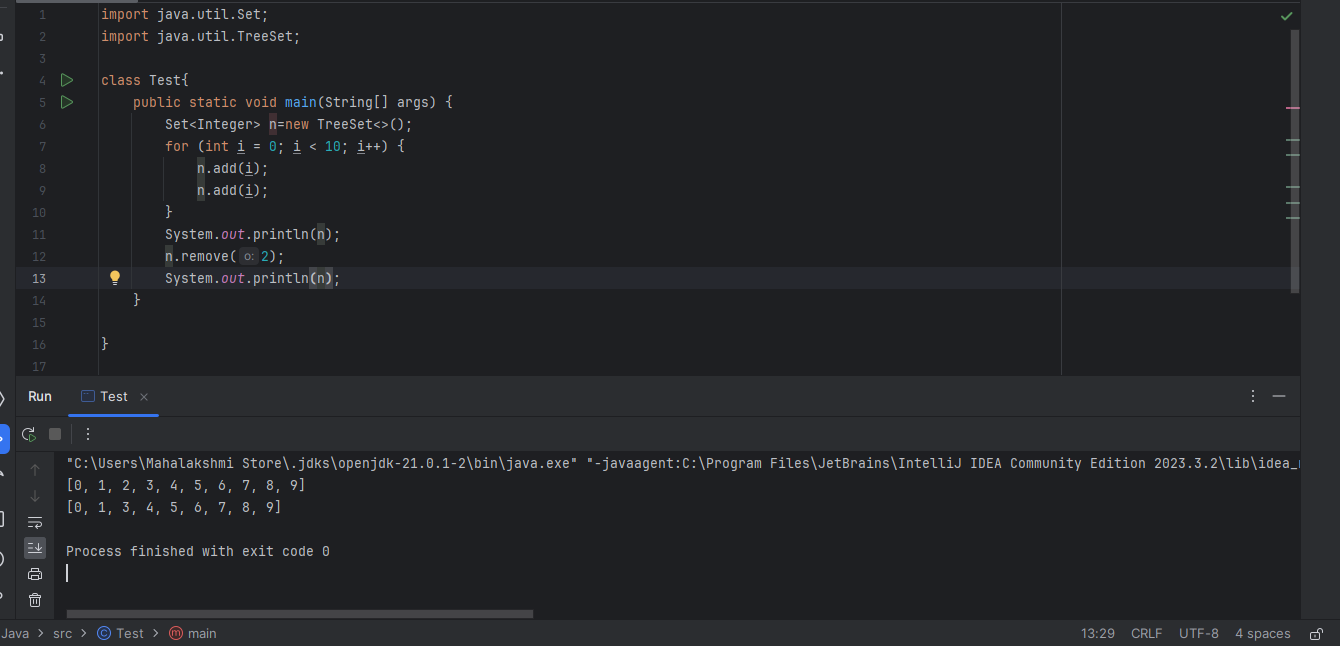 1 import java.util.Set;
2 import java.util.TreeSet;
3
4 class Test{
5     public static void main(String[] args) {
6         Set<Integer> n=new TreeSet<>();
7         for (int i = 0; i < 10; i++) {
8             n.add(i);
9             n.add(i);
10         }
11         System.out.println(n);
12         n.remove( o: 2);
13         System.out.println(n);
14     }
15
16 }
17
Run Test
"C:\Users\Mahalakshmi Store\.jdks\openjdk-21.0.1-2\bin\java.exe" "-javaagent:C:\Program Files\JetBrains\IntelliJ IDEA Community Edition 2023.3.2\lib\idea_
[0, 1, 2, 3, 4, 5, 6, 7, 8, 9]
[0, 1, 3, 4, 5, 6, 7, 8, 9]
Process finished with exit code 0
Java > src > C Test > m main 13:29 CRLF UTF-8 4 spaces